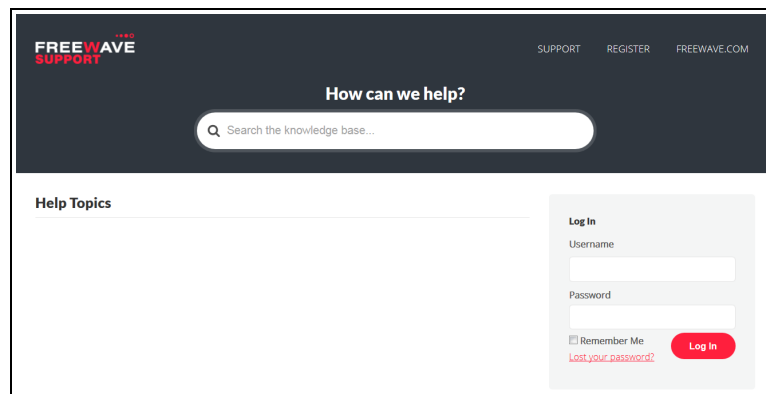 FREEWAVE
SUPPORT
SUPPORT REGISTER FREEWAVE.COM
How can we help?
Search the knowledge base...
Help Topics
Log In
Username
Password
Remember Me
Log In
Lost your password?